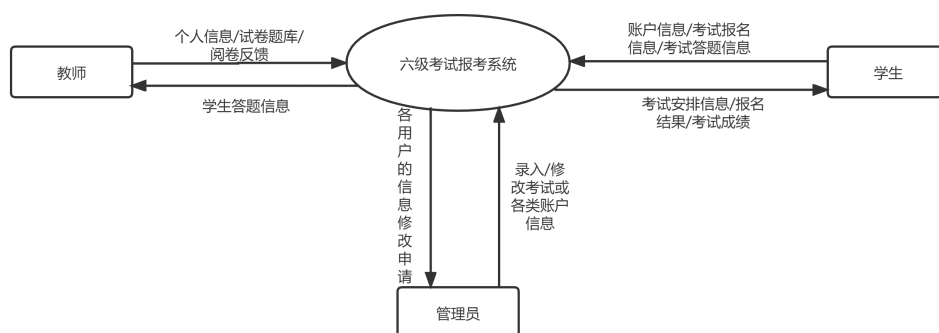 个人信息/试卷题库/
阅卷反馈
教师
学生答题信息
六级考试报考系统
账户信息/考试报名
信息/考试答题信息
学生
考试安排信息/报名
结果/考试成绩
各
用
户
的
信
息
修
改
申
请
录入/修
改考试或
各类账户
信息
管理员